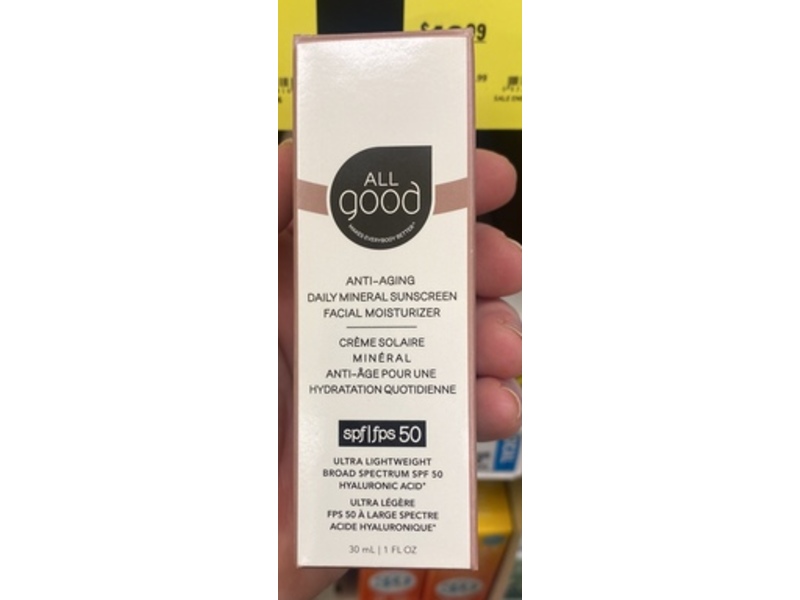 ALL
good
MAKES EVERYBODY BETTER™
ANTI-AGING
DAILY MINERAL SUNSCREEN
FACIAL MOISTURIZER
CRÈME SOLAIRE
MINÉRAL
ANTI-ÂGE POUR UNE
HYDRATATION QUOTIDIENNE
spf|fps 50
ULTRA LIGHTWEIGHT
BROAD SPECTRUM SPF 50
HYALURONIC ACID*
ULTRA LÉGÈRE
FPS 50 À LARGE SPECTRE
ACIDE HYALURONIQUE*
30 mL | 1 FL OZ